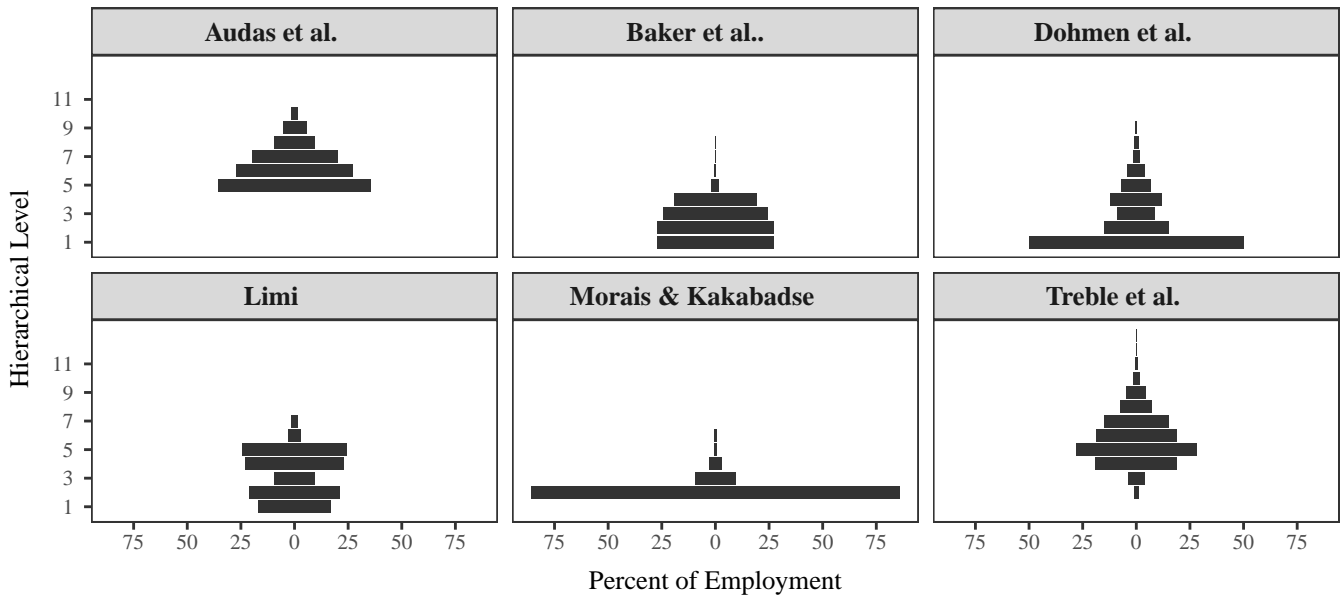 Audas et al.
Baker et al..
Dohmen et al.
11
9
7
5
3
1
Limi
Morais & Kakabadse
Treble et al.
11
9
7
5
3
1
75 50 25 0 25 50 75
75 50 25 0 25 50 75
75 50 25 0 25 50 75
Hierarchical Level
Percent of Employment